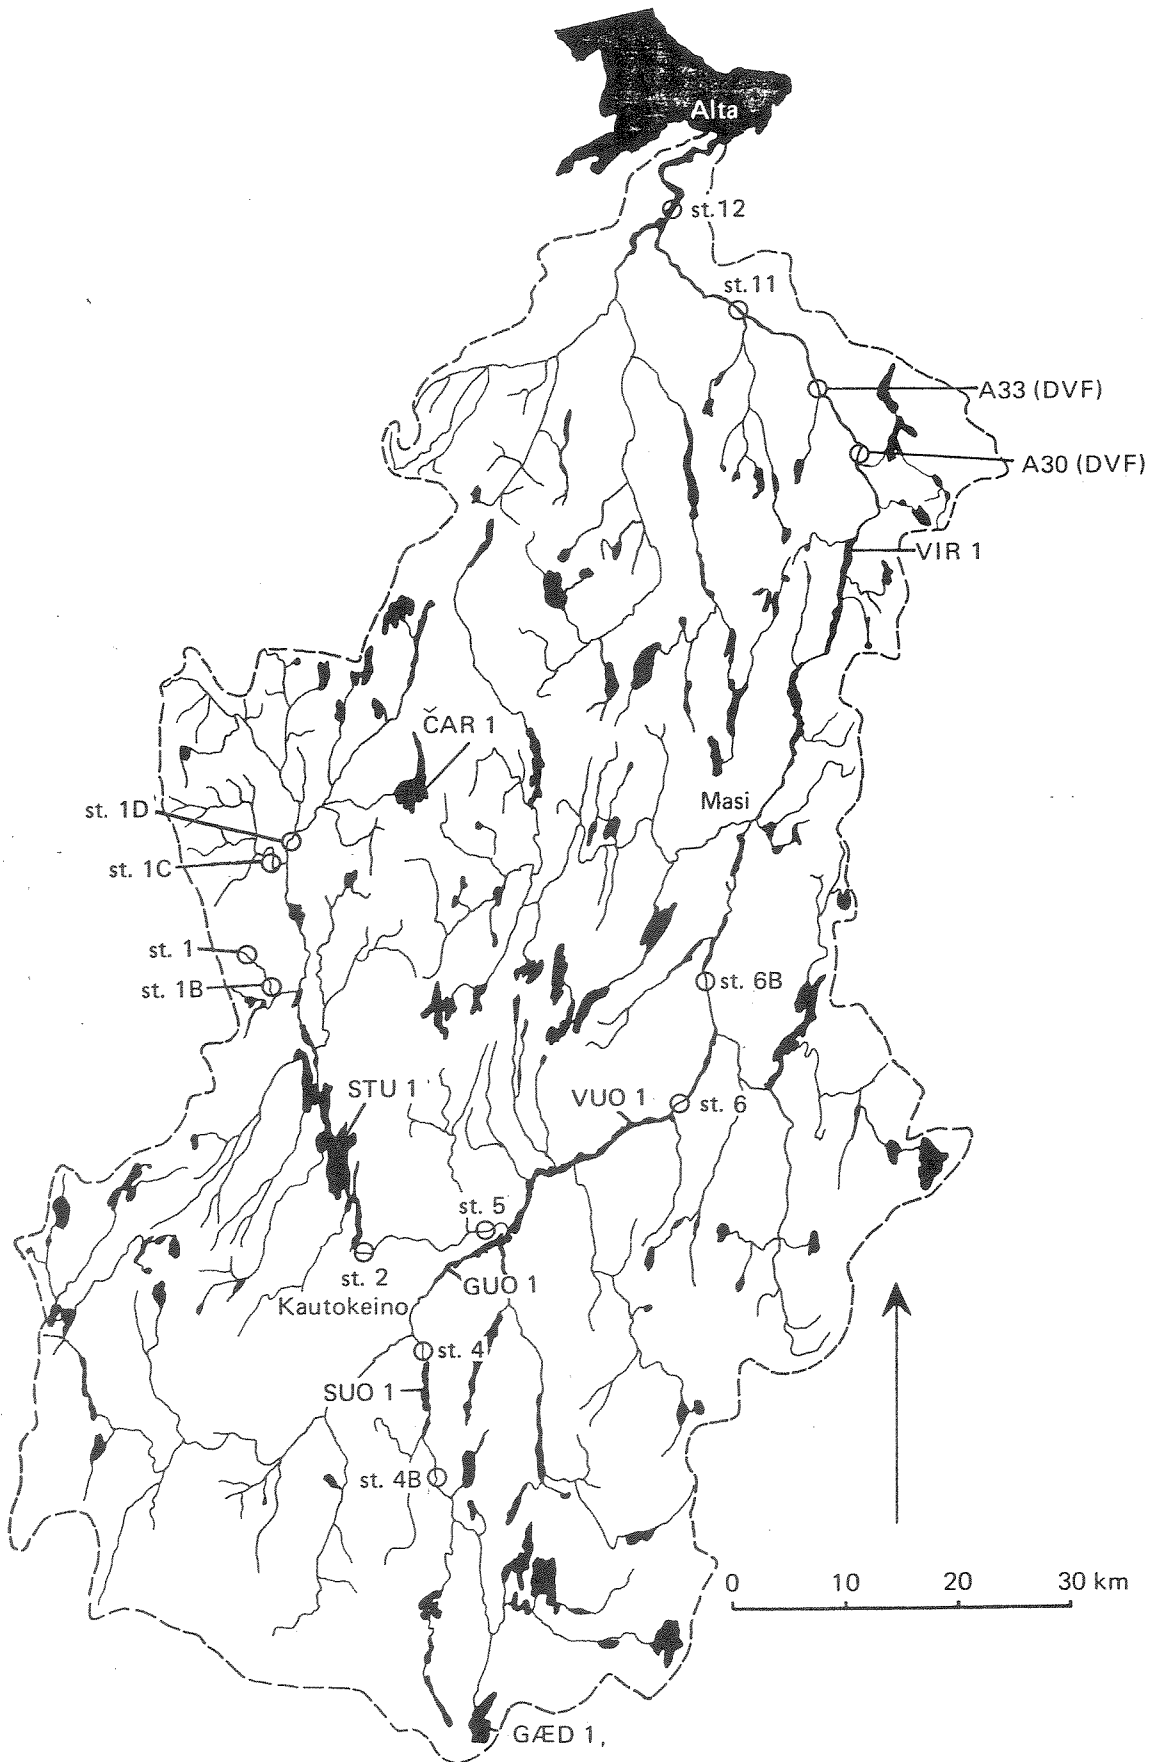 Alta
st.12
st.11
A33 (DVF)
A30 (DVF)
VIR 1
ČAR 1
Masi
st. 1D
st. 1C
st. 1
st. 1B
st. 6B
STU 1
VUO 1
st. 6
st. 5
st. 2
GUO 1
Kautokeino
st. 4
SUO 1
st. 4B
0 10 20 30 km
GÆD 1,